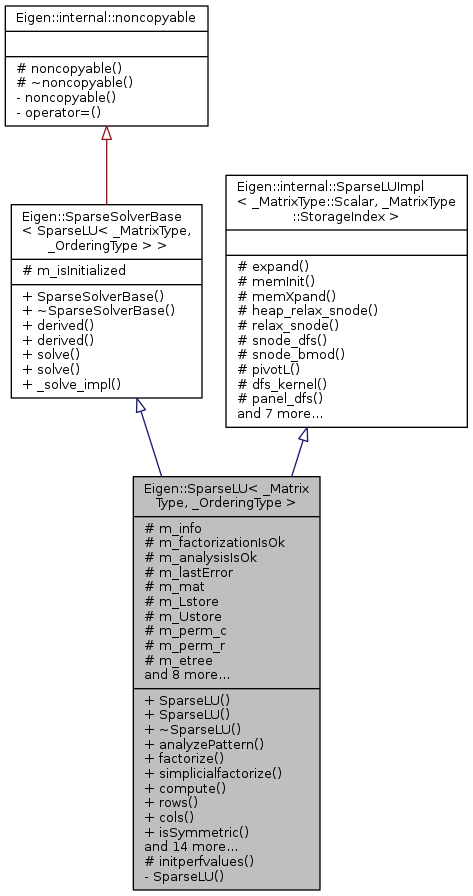 Eigen::internal::noncopyable
# noncopyable()
# ~noncopyable()
- noncopyable()
- operator=()
Eigen::SparseSolverBase
< SparseLU< _MatrixType,
_OrderingType > >
# m_isInitialized
+ SparseSolverBase()
+ ~SparseSolverBase()
+ derived()
+ derived()
+ solve()
+ solve()
+ _solve_impl()
Eigen::internal::SparseLUImpl
< _MatrixType::Scalar, _MatrixType
::StorageIndex >
# expand()
# memInit()
# memXpand()
# heap_relax_snode()
# relax_snode()
# snode_dfs()
# snode_bmod()
# pivotL()
# dfs_kernel()
# panel_dfs()
and 7 more...
Eigen::SparseLU< _Matrix
Type, _OrderingType >
# m_info
# m_factorizationIsOk
# m_analysisIsOk
# m_lastError
# m_mat
# m_Lstore
# m_Ustore
# m_perm_c
# m_perm_r
# m_etree
and 8 more...
+ SparseLU()
+ SparseLU()
+ ~SparseLU()
+ analyzePattern()
+ factorize()
+ simplicialfactorize()
+ compute()
+ rows()
+ cols()
+ isSymmetric()
and 14 more...
# initperfvalues()
- SparseLU()